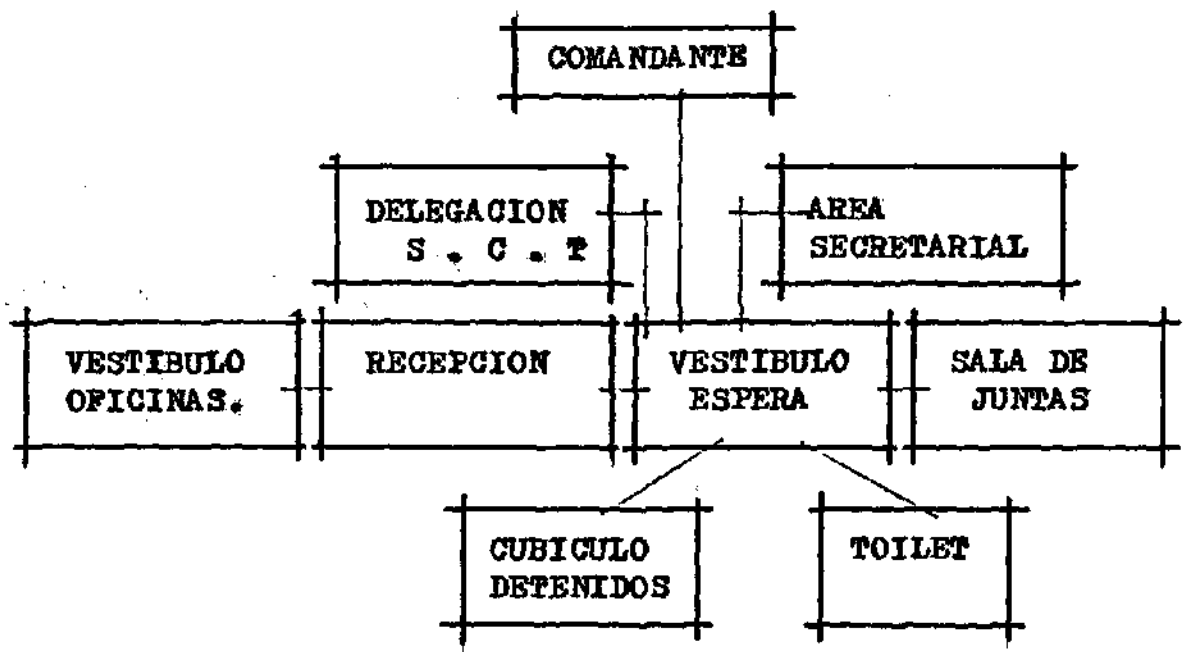 COMANDANTE
DELEGACION
S . C . T
AREA
SECRETARIAL
VESTIBULO
OFICINAS.
RECEPCION
VESTIBULO
ESPERA
SALA DE
JUNTAS
CUBICULO
DETENIDOS
TOILET